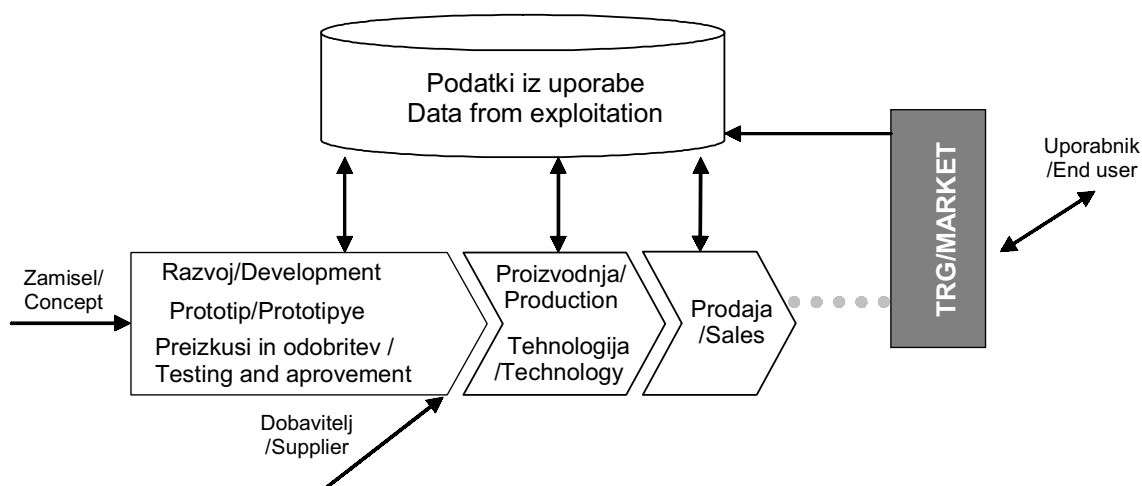 Podatki iz uporabe
Data from exploitation
TRG/MARKET
Uporabnik
/End user
Zamisel/
Concept
Razvoj/Development
Prototip/Prototipye
Preizkusi in odobritev /
Testing and aprovement
Proizvodnja/
Production
Tehnologija
/Technology
Prodaja
/Sales
Dobavitelj
/Supplier